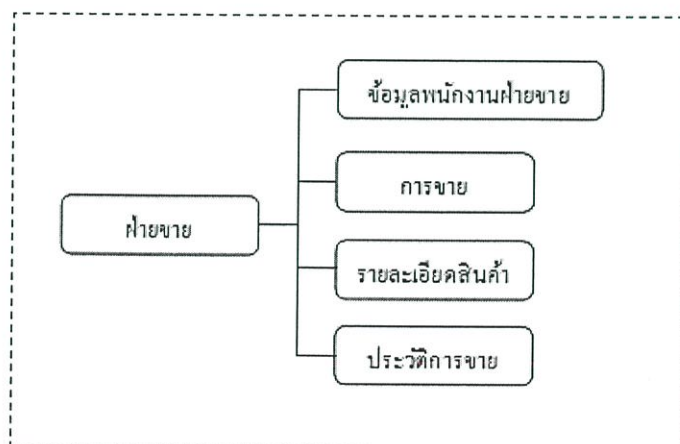 ข้อมูลพนักงานฝ่ายขาย
การขาย
ฝ่ายขาย
รายละเอียดสินค้า
ประวัติการขาย